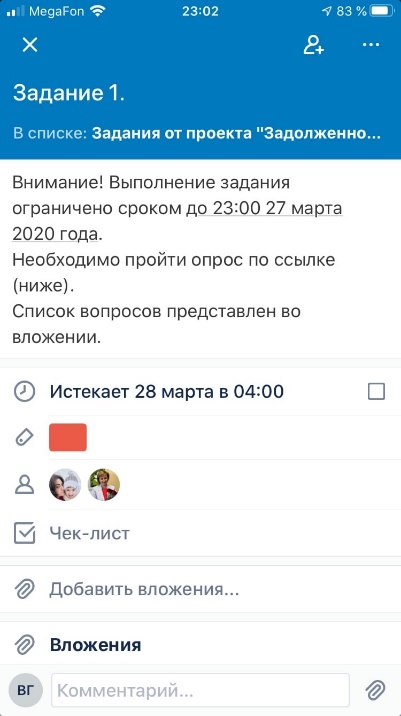 MegaFon 23:02 83 %
Задание 1.
В списке: Задания от проекта "Задолженно...
Внимание! Выполнение задания
ограничено сроком до 23:00 27 марта
2020 года.
Необходимо пройти опрос по ссылке
(ниже).
Список вопросов представлен во
вложении.
Истекает 28 марта в 04:00
Чек-лист
Добавить вложения...
Вложения
ВГ Комментарий...